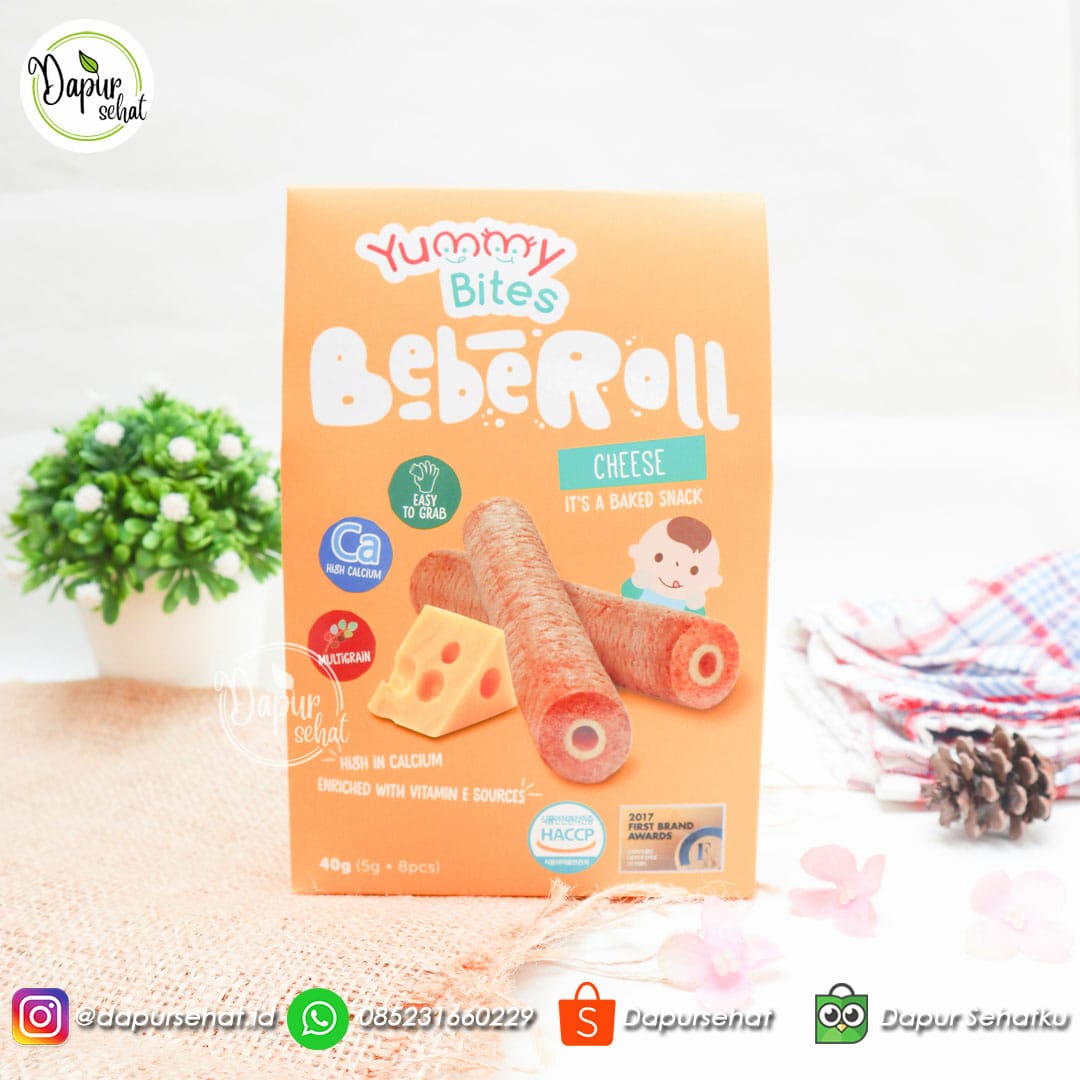 Dapur
sehat
Yummy
Bites
BebēRoll
CHEESE
IT'S A BAKED SNACK
EASY
TO GRAB
Ca
HIGH CALCIUM
MULTIGRAIN
Dapur
sehat
HIGH IN CALCIUM
ENRICHED WITH VITAMIN E SOURCES
40g (5g * 8pcs)
HACCP
2017
FIRST BRAND
AWARDS
@dapursehat.id
085231660229
S
Dapursehat
Dapur Sehatku